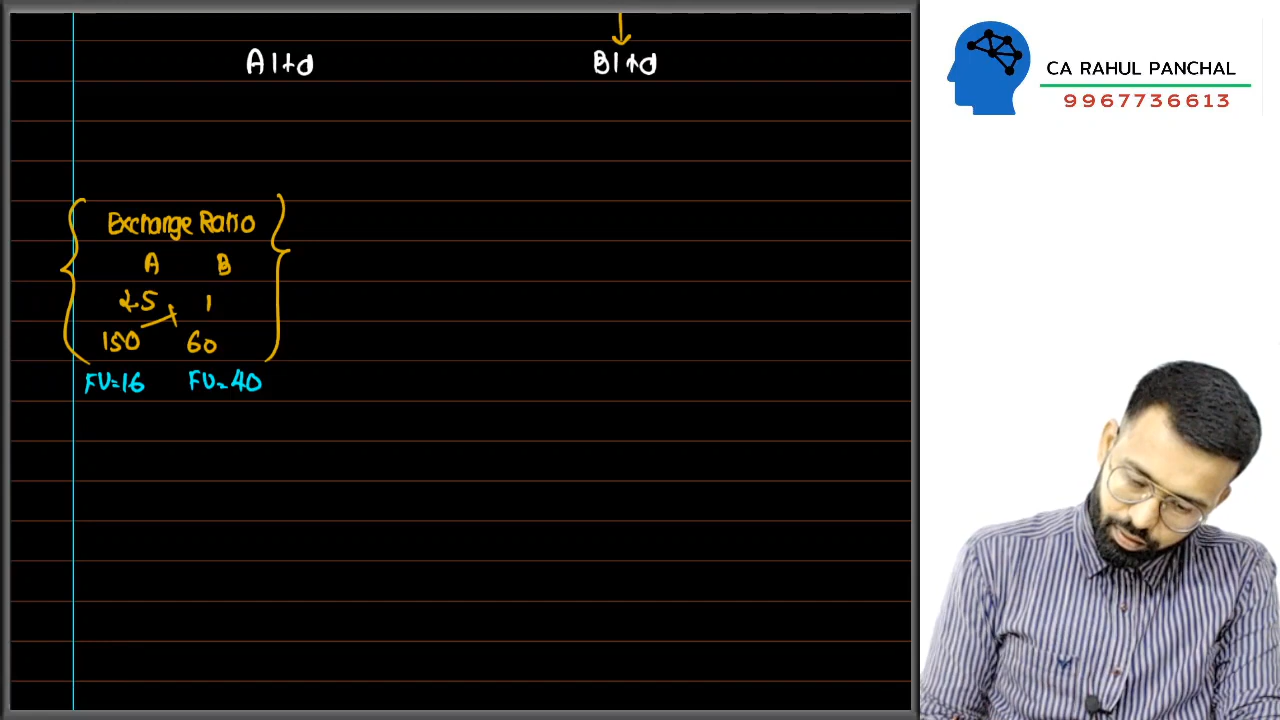 A ltd B ltd
CA RAHUL PANCHAL
9967736613
Exchange Ratio
A B
2.5 1
150 60
FV=16 FV=40